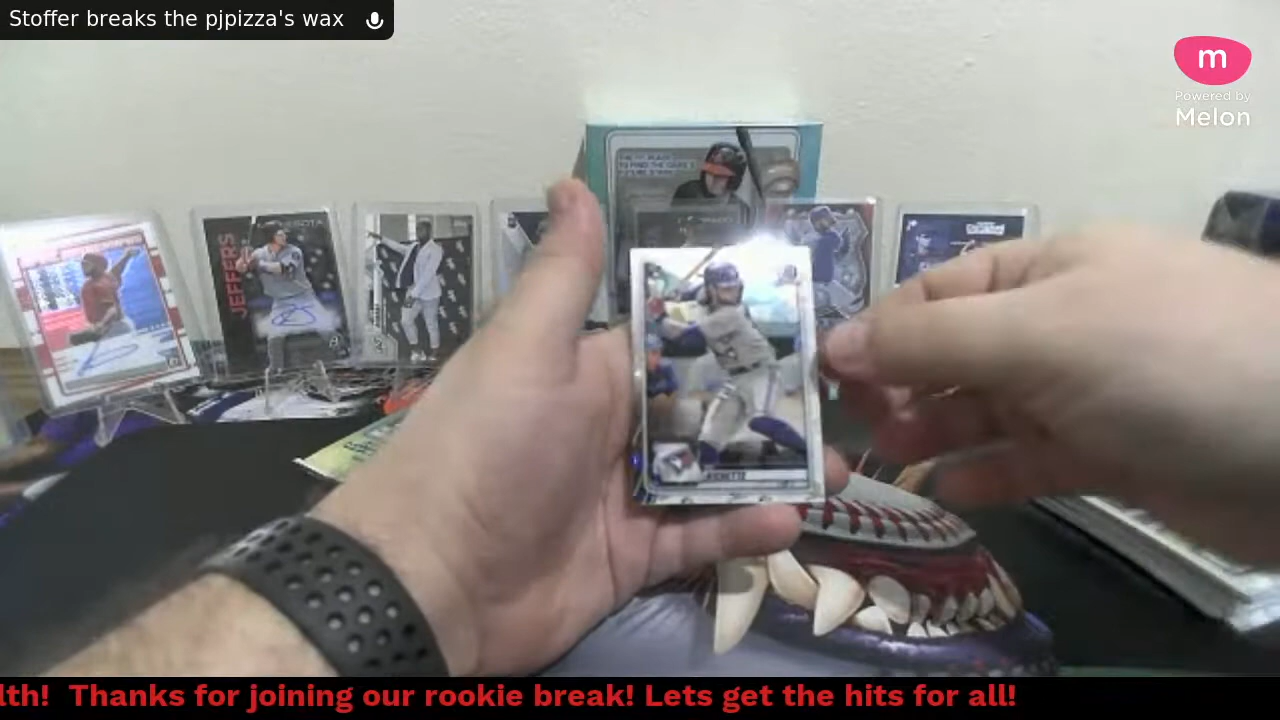 Stoffer breaks the pjpizza's wax
m
Powered by
Melon
JEFFERS
lth!  Thanks for joining our rookie break! Lets get the hits for all!